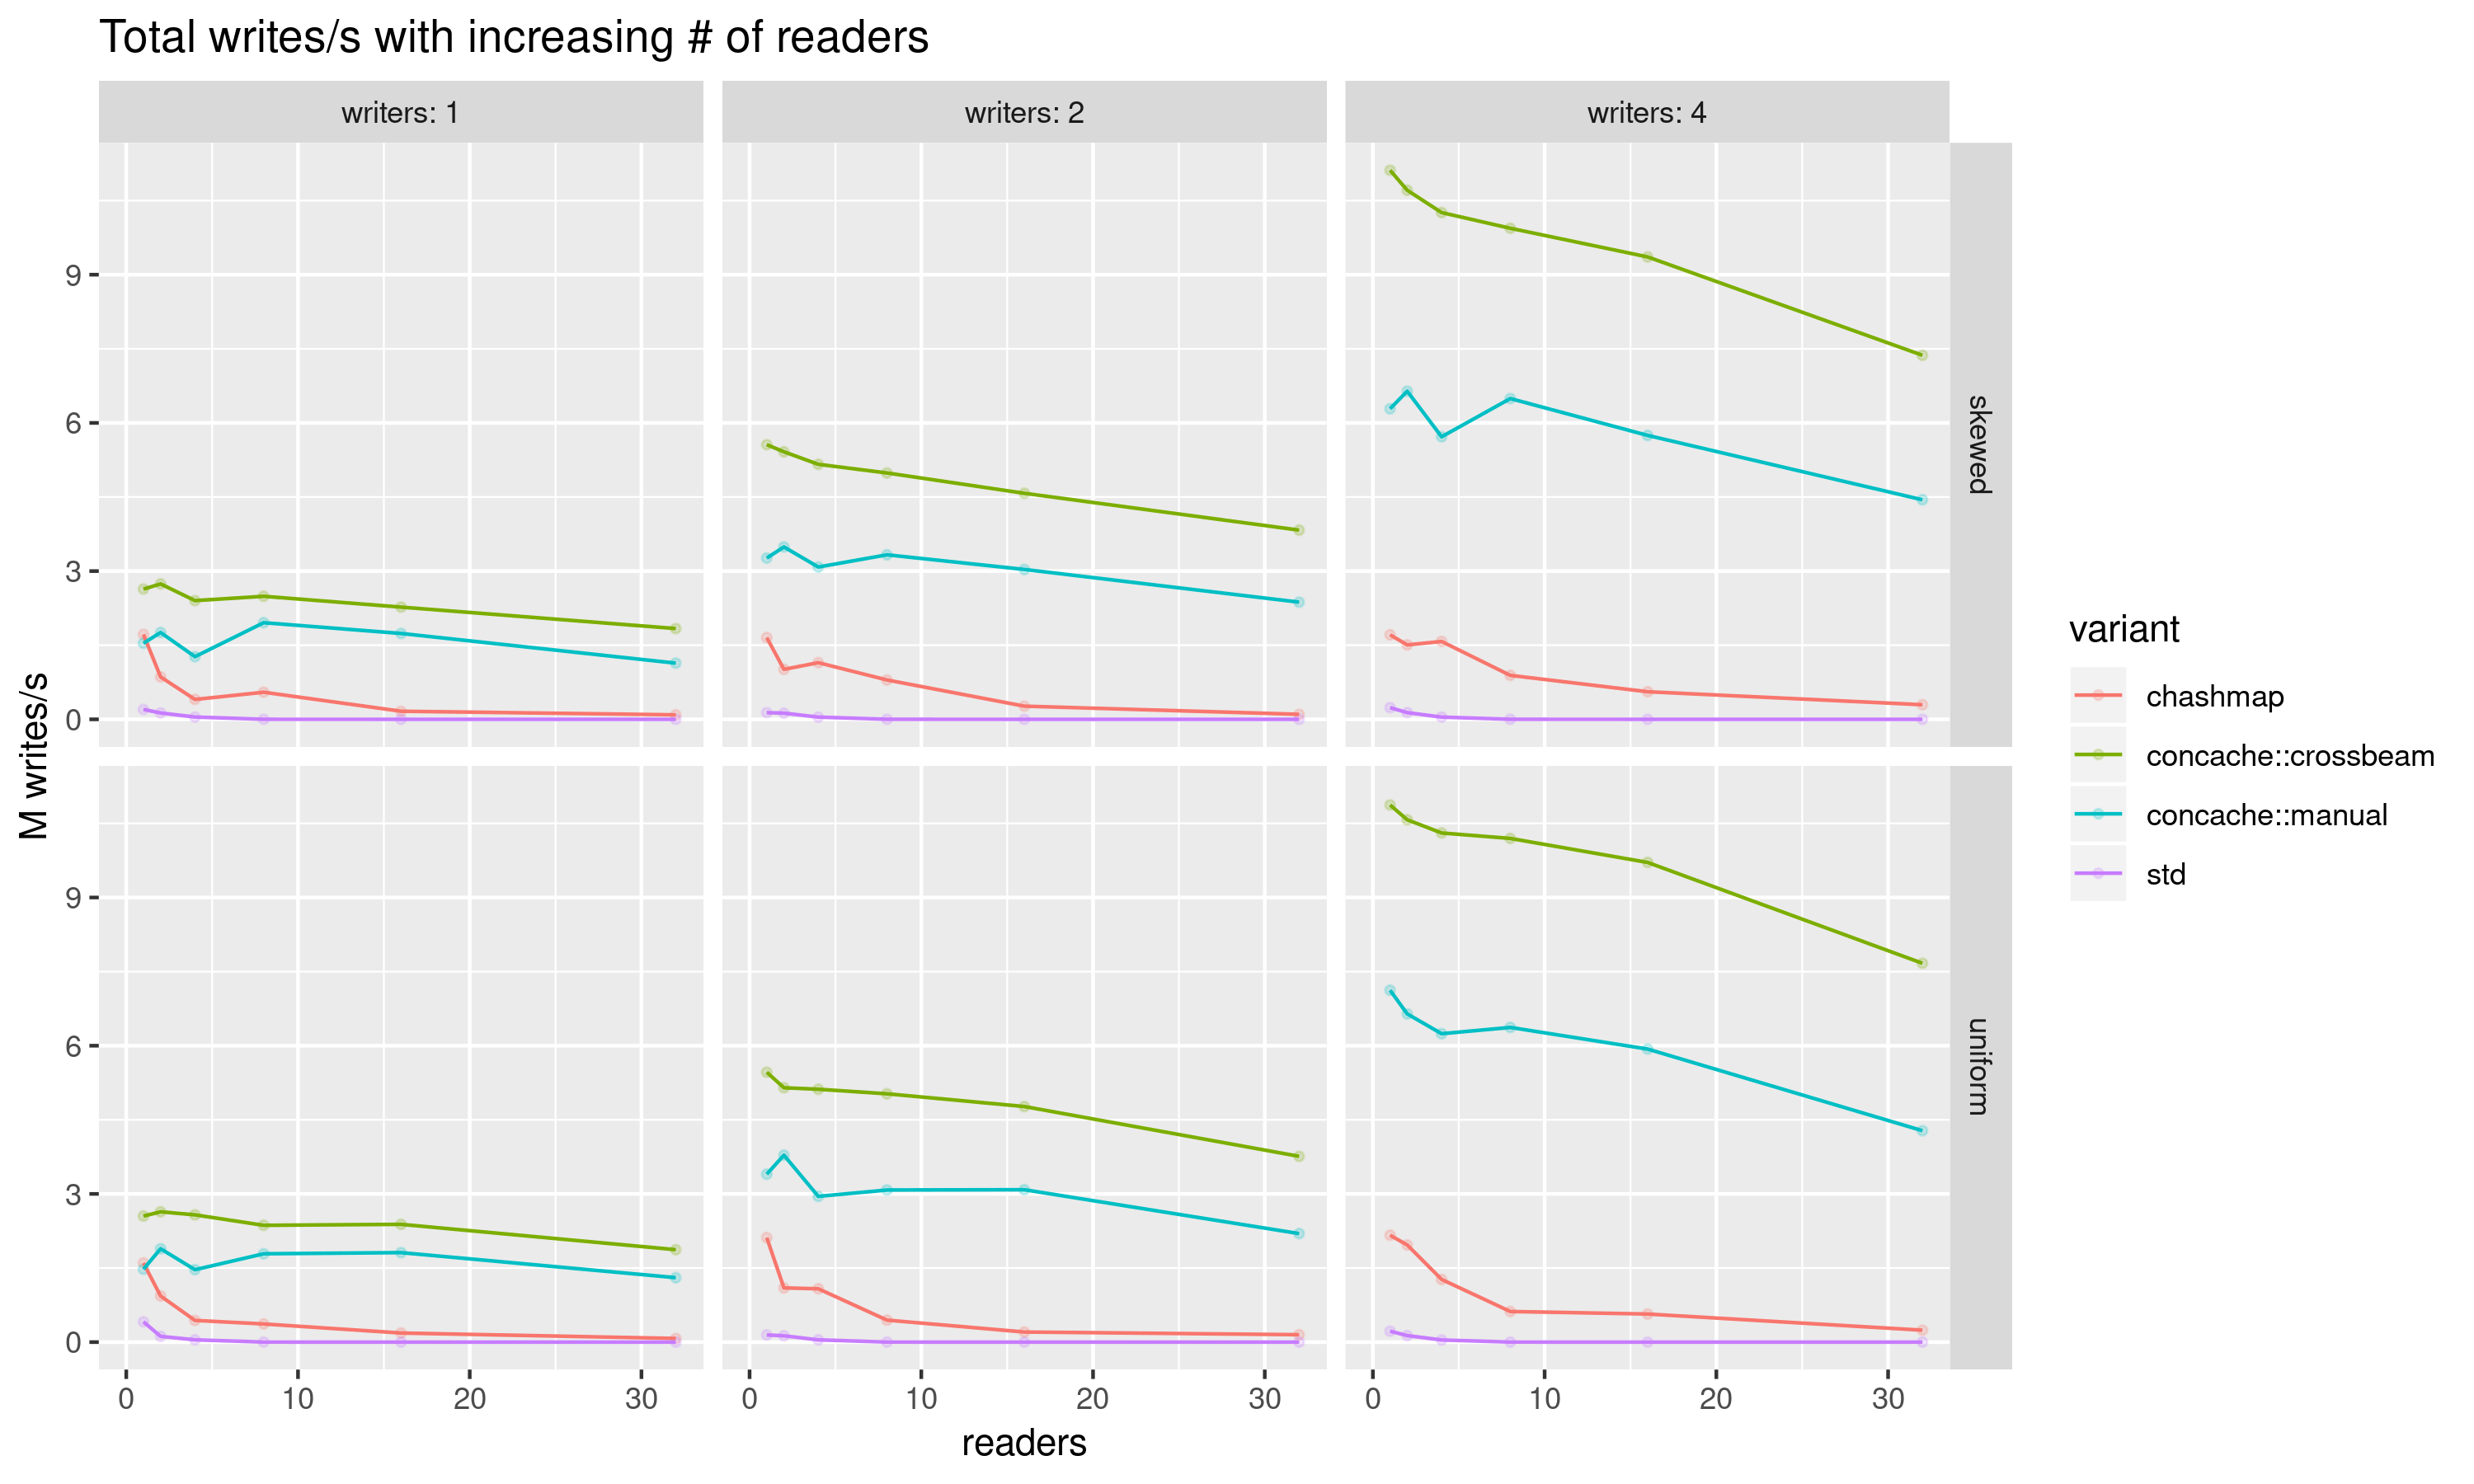 Total writes/s with increasing # of readers
writers: 1
writers: 2
writers: 4
9
6
3
0
skewed
9
6
3
0
uniform
M writes/s
0 10 20 30
0 10 20 30
0 10 20 30
readers
variant
chashmap
concache::crossbeam
concache::manual
std